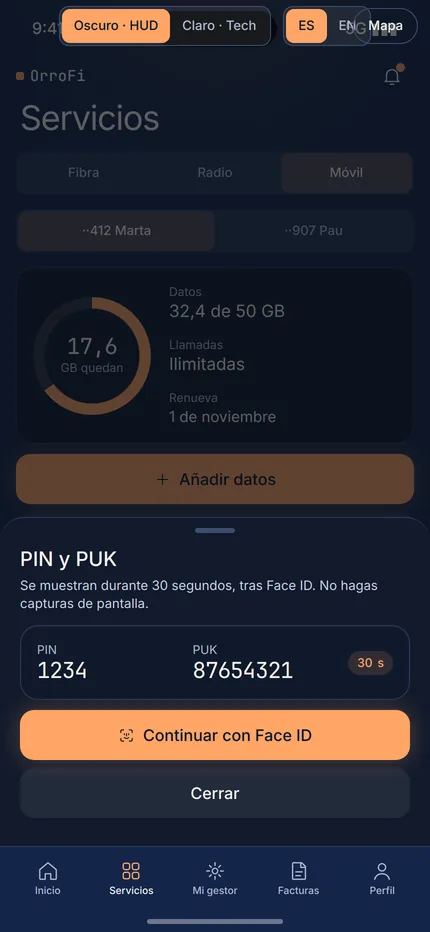 9:41
Oscuro · HUD
Claro · Tech
ES
EN
5G
Mapa
OrroFi
Servicios
Fibra
Radio
Móvil
··412 Marta
··907 Pau
17,6
GB quedan
Datos
32,4 de 50 GB
Llamadas
Ilimitadas
Renueva
1 de noviembre
+ Añadir datos
PIN y PUK
Se muestran durante 30 segundos, tras Face ID. No hagas
capturas de pantalla.
PIN
1234
PUK
87654321
30 s
Continuar con Face ID
Cerrar
Inicio
Servicios
Mi gestor
Facturas
Perfil